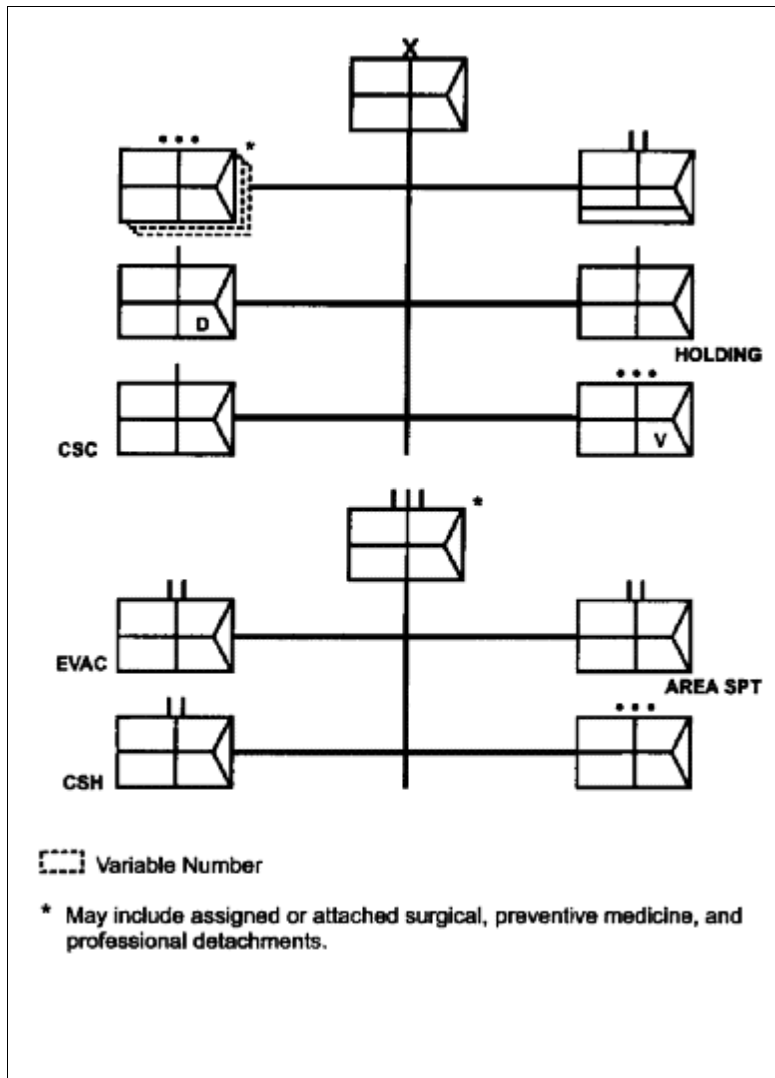 X
*
D
HOLDING
V
CSC
*
EVAC
AREA SPT
CSH
Variable Number
* May include assigned or attached surgical, preventive medicine, and
professional detachments.